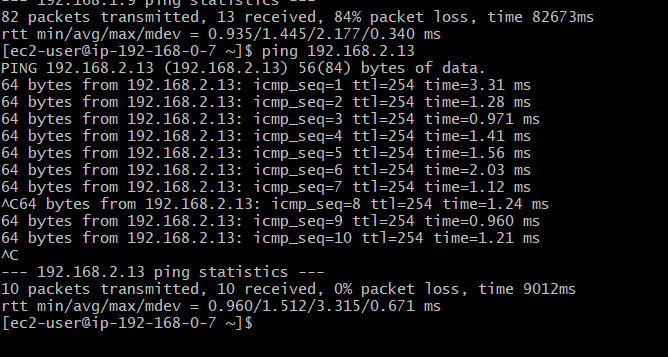 --- 192.168.1.9 ping statistics ---
82 packets transmitted, 13 received, 84% packet loss, time 82673ms
rtt min/avg/max/mdev = 0.935/1.445/2.177/0.340 ms
[ec2-user@ip-192-168-0-7 ~]$ ping 192.168.2.13
PING 192.168.2.13 (192.168.2.13) 56(84) bytes of data.
64 bytes from 192.168.2.13: icmp_seq=1 ttl=254 time=3.31 ms
64 bytes from 192.168.2.13: icmp_seq=2 ttl=254 time=1.28 ms
64 bytes from 192.168.2.13: icmp_seq=3 ttl=254 time=0.971 ms
64 bytes from 192.168.2.13: icmp_seq=4 ttl=254 time=1.41 ms
64 bytes from 192.168.2.13: icmp_seq=5 ttl=254 time=1.56 ms
64 bytes from 192.168.2.13: icmp_seq=6 ttl=254 time=2.03 ms
64 bytes from 192.168.2.13: icmp_seq=7 ttl=254 time=1.12 ms
^C64 bytes from 192.168.2.13: icmp_seq=8 ttl=254 time=1.24 ms
64 bytes from 192.168.2.13: icmp_seq=9 ttl=254 time=0.960 ms
64 bytes from 192.168.2.13: icmp_seq=10 ttl=254 time=1.21 ms
^C
--- 192.168.2.13 ping statistics ---
10 packets transmitted, 10 received, 0% packet loss, time 9012ms
rtt min/avg/max/mdev = 0.960/1.512/3.315/0.671 ms
[ec2-user@ip-192-168-0-7 ~]$